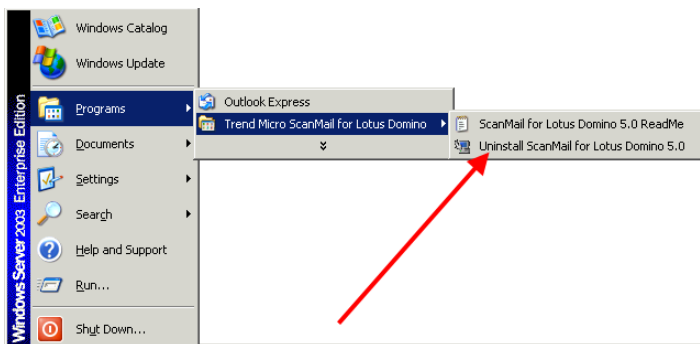 Windows Server 2003 Enterprise Edition
Windows Catalog
Windows Update
Programs
Documents
Settings
Search
Help and Support
Run...
Shut Down...
Outlook Express
Trend Micro ScanMail for Lotus Domino
ScanMail for Lotus Domino 5.0 ReadMe
Uninstall ScanMail for Lotus Domino 5.0